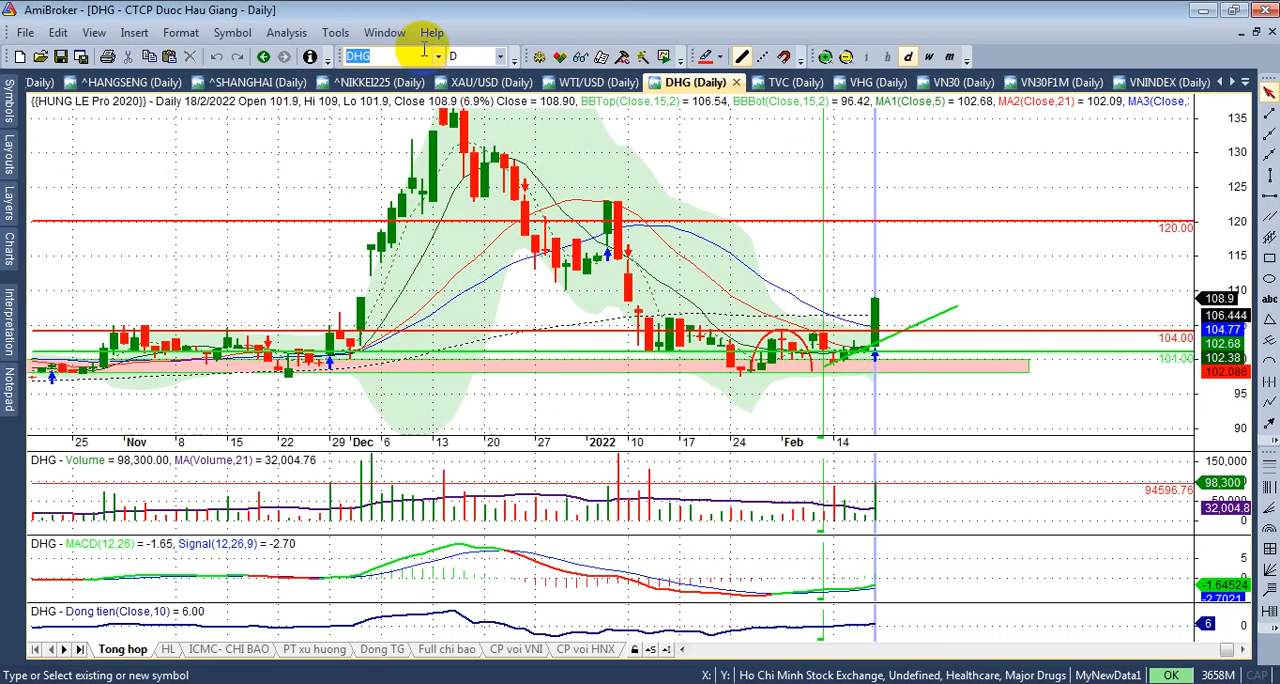 AmiBroker - [DHG - CTCP Duoc Hau Giang - Daily]
File Edit View Insert Format Symbol Analysis Tools Window Help
DHG D i h d w m
Daily) ^HANGSENG (Daily) ^SHANGHAI (Daily) ^NIKKEI225 (Daily) XAU/USD (Daily) WTI/USD (Daily) DHG (Daily) TVC (Daily) VHG (Daily) VN30 (Daily) VN30F1M (Daily) VNINDEX (Daily)
{{HUNG LE Pro 2020}} - Daily 18/2/2022 Open 101.9, Hi 109, Lo 101.9, Close 108.9 (6.9%) Close = 108.90, BBTop(Close,15,2) = 106.54, BBBot(Close,15,2) = 96.42, MA1(Close,5) = 102.68, MA2(Close,21) = 102.09, MA3(Close,
Symbols
Layouts
Layers
Charts
Interpretation
Notepad
abc
135
130
125
120
120.00
115
110
108.9
106.444
104.77
104.00
102.68
102.38
101.00
102.086
95
90
25 Nov 8 15 22 29 Dec 6 13 20 27 2022 10 17 24 Feb 14
DHG - Volume = 98,300.00, MA(Volume,21) = 32,004.76
150,000
98,300
94596.76
50,000
32,004.8
0
DHG - MACD(12,26) = -1.65, Signal(12,26,9) = -2.70
5
0
-1.64524
-2.7021
DHG - Dong tien(Close,10) = 6.00
6
0
Tong hop HL ICMC- CHI BAO PT xu huong Dong TG Full chi bao CP voi VNI CP voi HNX
Type or Select existing or new symbol X: Y: Ho Chi Minh Stock Exchange, Undefined, Healthcare, Major Drugs MyNewData1 OK 3658M CAP